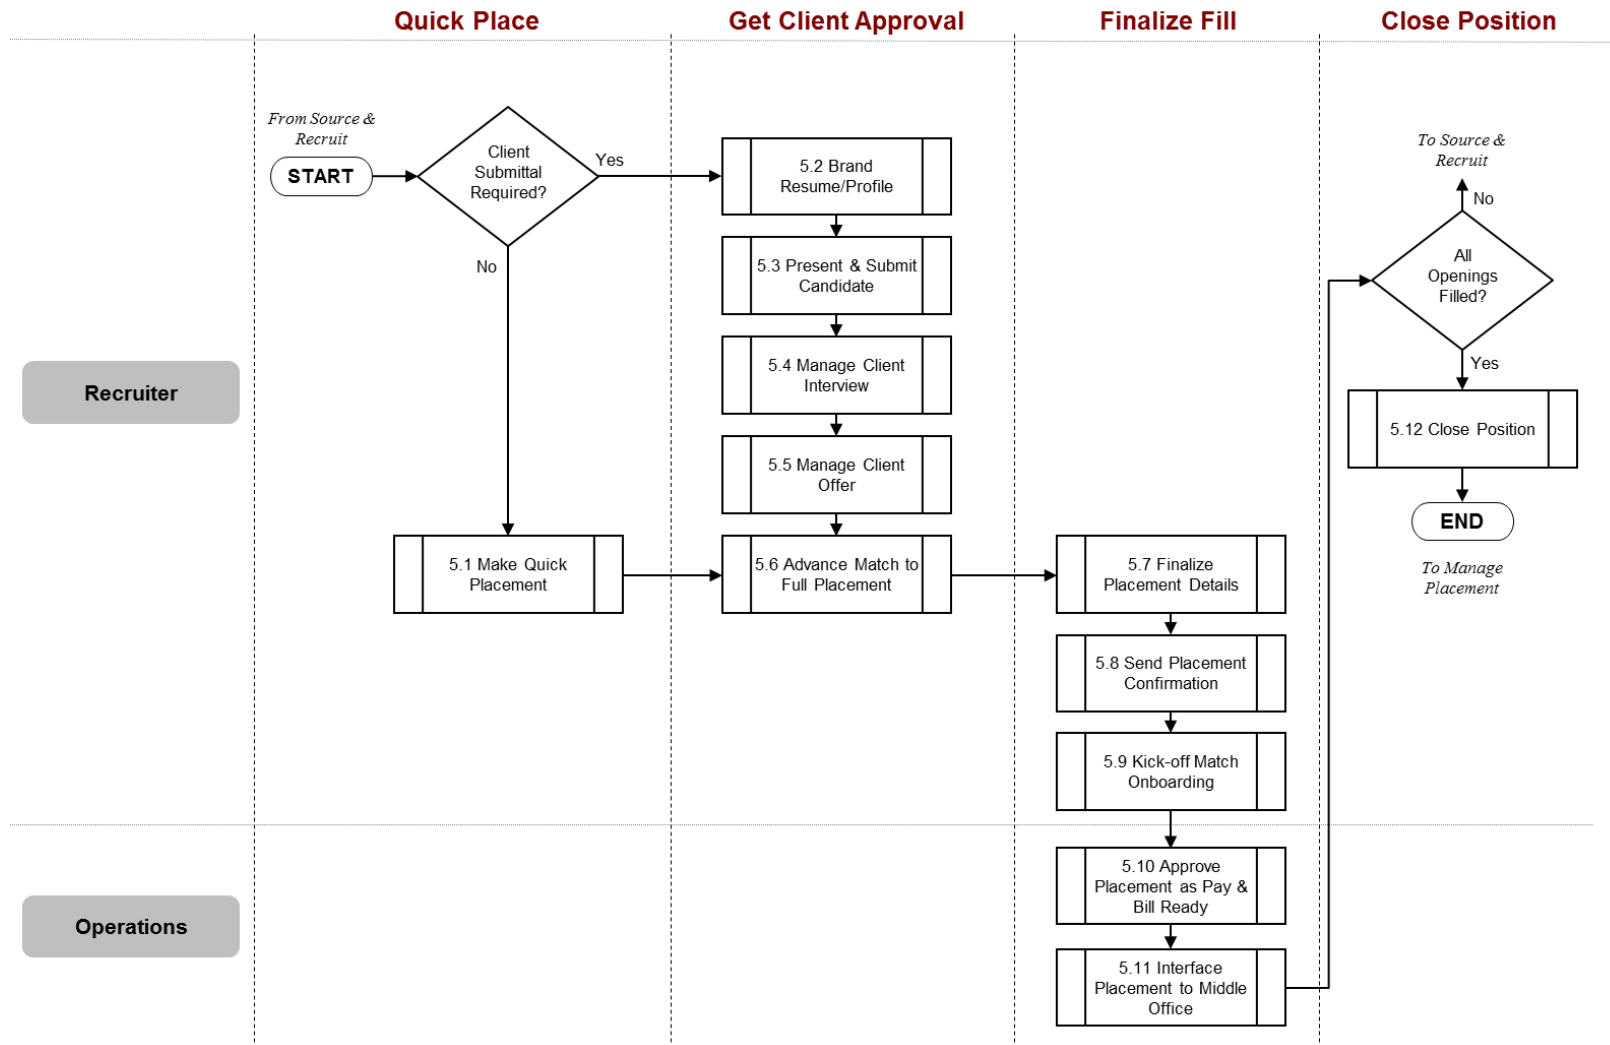 Quick Place
Get Client Approval
Finalize Fill
Close Position
From Source &
Recruit
START
Client
Submittal
Required?
Yes
No
5.1 Make Quick
Placement
5.2 Brand
Resume/Profile
5.3 Present & Submit
Candidate
5.4 Manage Client
Interview
5.5 Manage Client
Offer
5.6 Advance Match to
Full Placement
5.7 Finalize
Placement Details
5.8 Send Placement
Confirmation
5.9 Kick-off Match
Onboarding
5.10 Approve
Placement as Pay &
Bill Ready
5.11 Interface
Placement to Middle
Office
To Source &
Recruit
No
All
Openings
Filled?
Yes
5.12 Close Position
END
To Manage
Placement
Recruiter
Operations